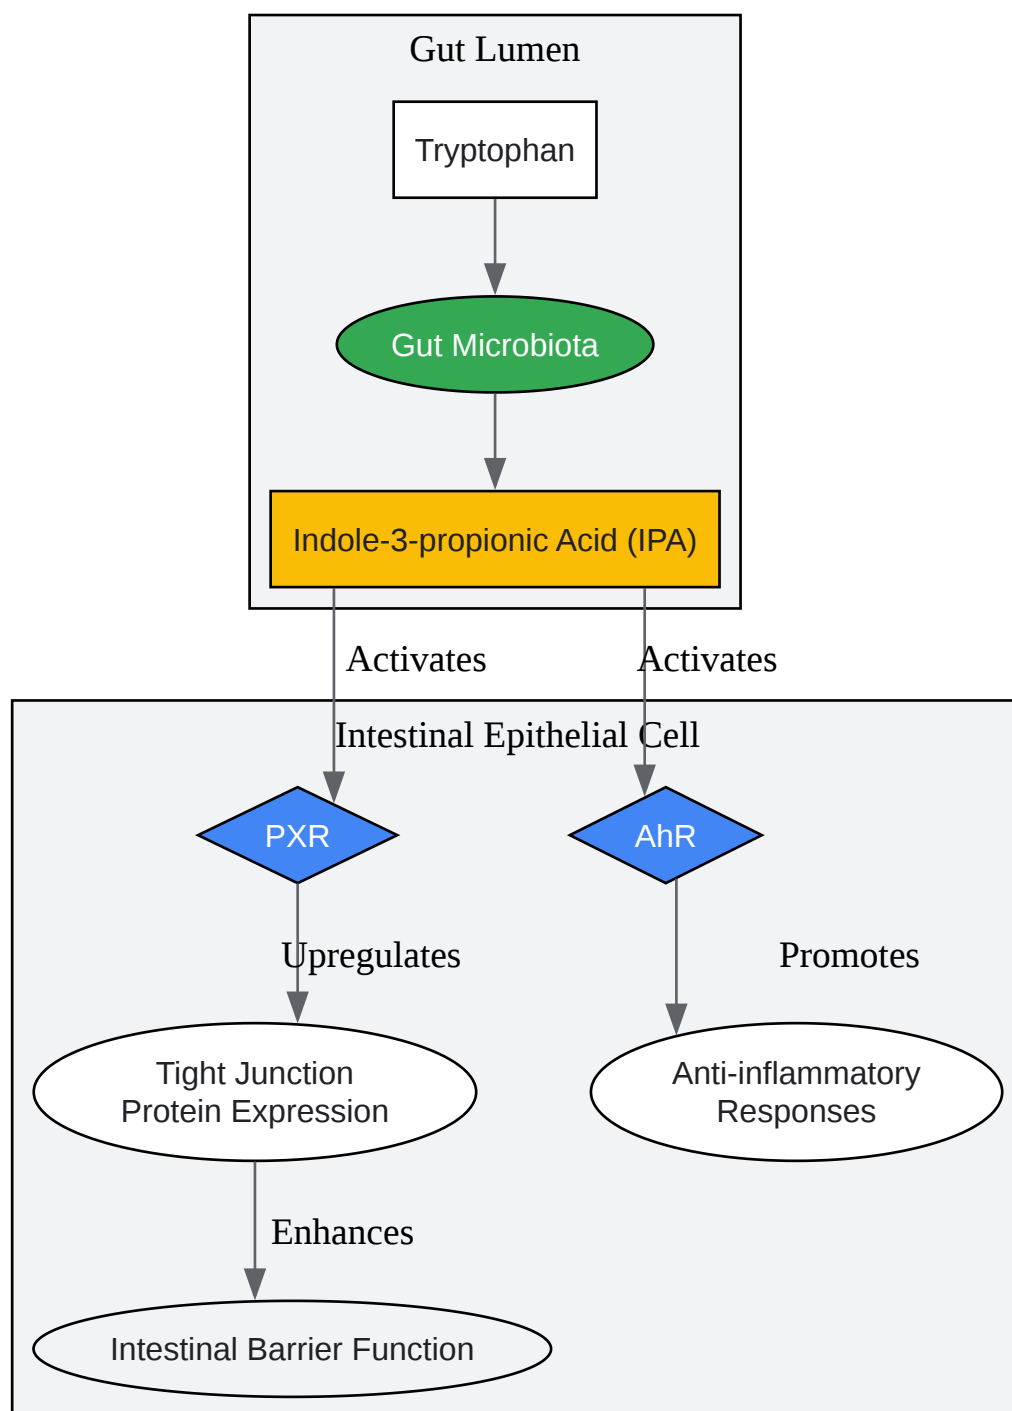 Gut Lumen
Tryptophan
Gut Microbiota
Indole-3-propionic Acid (IPA)
Activates
Activates
Intestinal Epithelial Cell
PXR
AhR
Upregulates
Promotes
Tight Junction
Protein Expression
Anti-inflammatory
Responses
Enhances
Intestinal Barrier Function